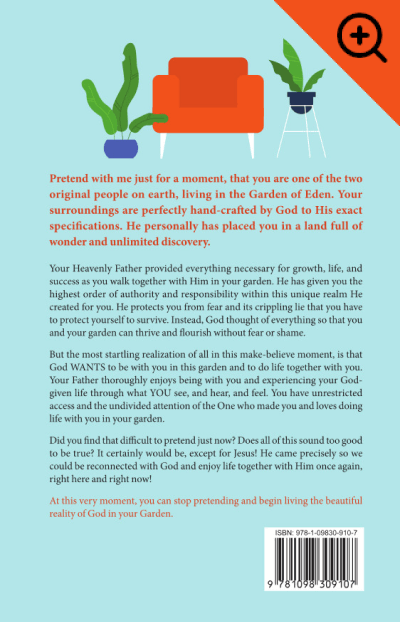 Pretend with me just for a moment, that you are one of the two
original people on earth, living in the Garden of Eden. Your
surroundings are perfectly hand-crafted by God to His exact
specifications. He personally has placed you in a land full of
wonder and unlimited discovery.
Your Heavenly Father provided everything necessary for growth, life, and
success as you walk together with Him in your garden. He has given you the
highest order of authority and responsibility within this unique realm He
created for you. He protects you from fear and its crippling lie that you have
to protect yourself to survive. Instead, God thought of everything so that you
and your garden can thrive and flourish without fear or shame.
But the most startling realization of all in this make-believe moment, is that
God WANTS to be with you in this garden and to do life together with you.
Your Father thoroughly enjoys being with you and experiencing your God-
given life through what YOU see, and hear, and feel. You have unrestricted
access and the undivided attention of the One who made you and loves doing
life with you in your garden.
Did you find that difficult to pretend just now? Does all of this sound too good
to be true? It certainly would be, except for Jesus! He came precisely so we
could be reconnected with God and enjoy life together with Him once again,
right here and right now!
At this very moment, you can stop pretending and begin living the beautiful
reality of God in your Garden.
ISBN: 978-1-09830-910-7
9 781098 309107